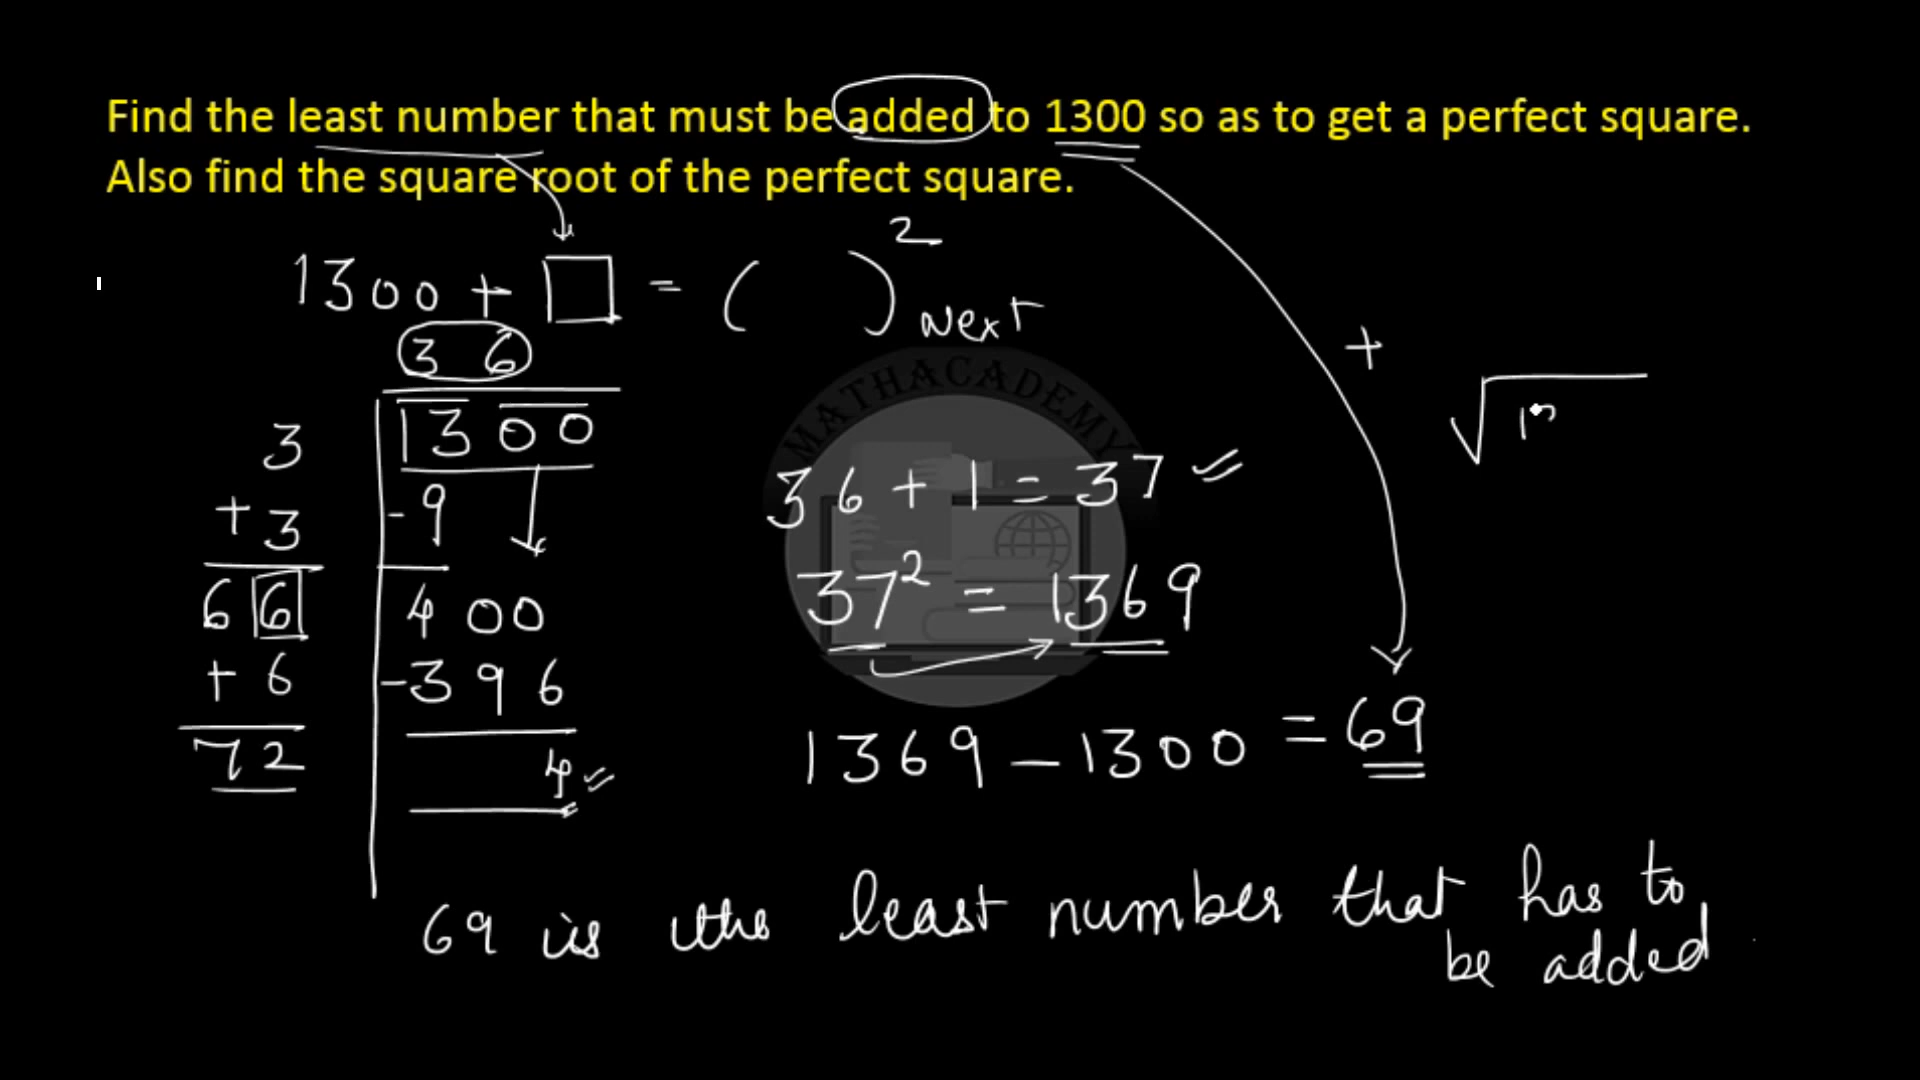 Find the least number that must be added to 1300 so as to get a perfect square.
Also find the square root of the perfect square.
1300 + □ = ( )² Next
36
3
1300
+3
-9
66
400
+6
-396
72
4
MATHACADEMY
36 + 1 = 37
37² = 1369
1369 - 1300 = 69
+
√
69 is the least number that has to
be added